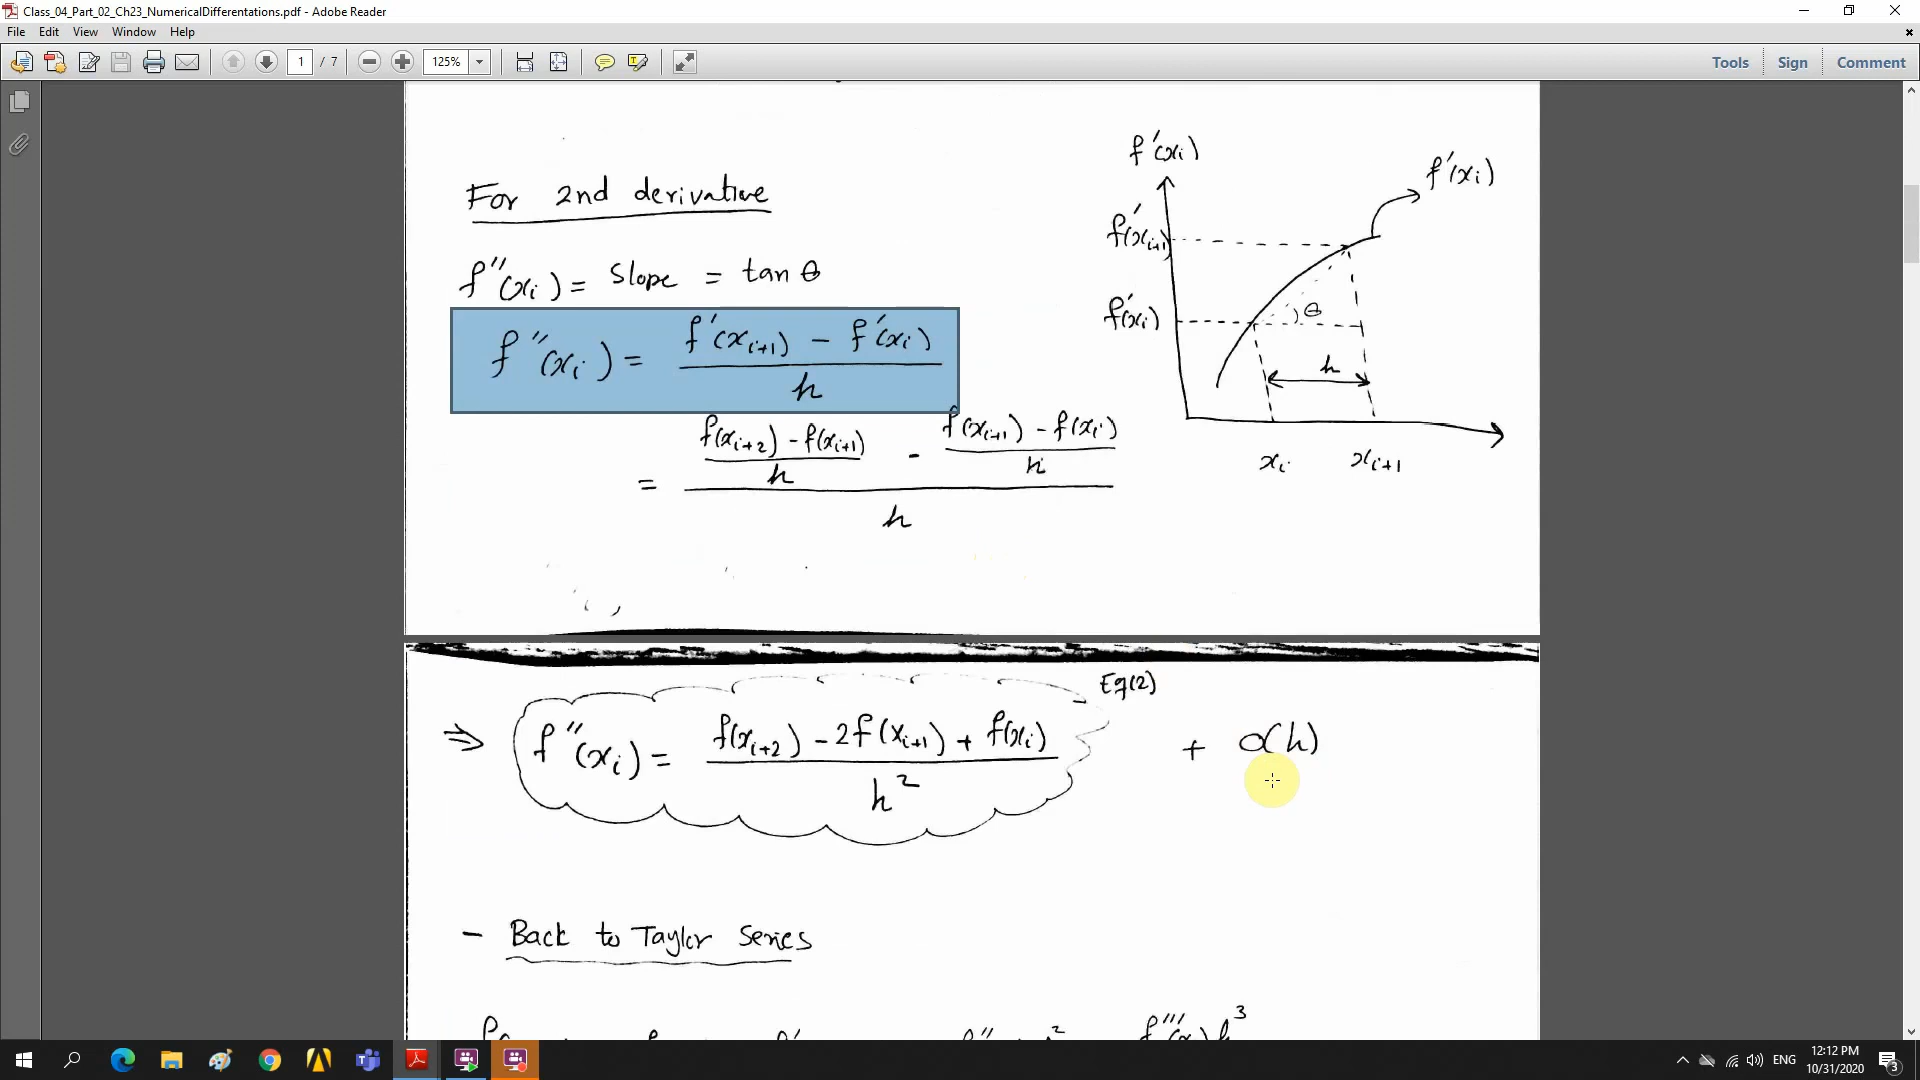 Class_04_Part_02_Ch23_NumericalDifferentations.pdf - Adobe Reader
File Edit View Window Help
1 / 7 125% Tools Sign Comment
For 2nd derivative
f''(xᵢ) = Slope = tan θ
f''(xᵢ) = (f'(xᵢ₊₁) - f'(xᵢ)) / h
= ((f(xᵢ₊₂) - f(xᵢ₊₁)) / h - (f(xᵢ₊₁) - f(xᵢ)) / h) / h
f'(xᵢ)
f'(xᵢ)
f'(xᵢ₊₁)
f'(xᵢ)
θ
h
xᵢ xᵢ₊₁
Eq(2)
⇒ f''(xᵢ) = (f(xᵢ₊₂) - 2f(xᵢ₊₁) + f(xᵢ)) / h² + O(h)
- Back to Taylor Series
f'''(x) h³
ENG
12:12 PM
10/31/2020
3